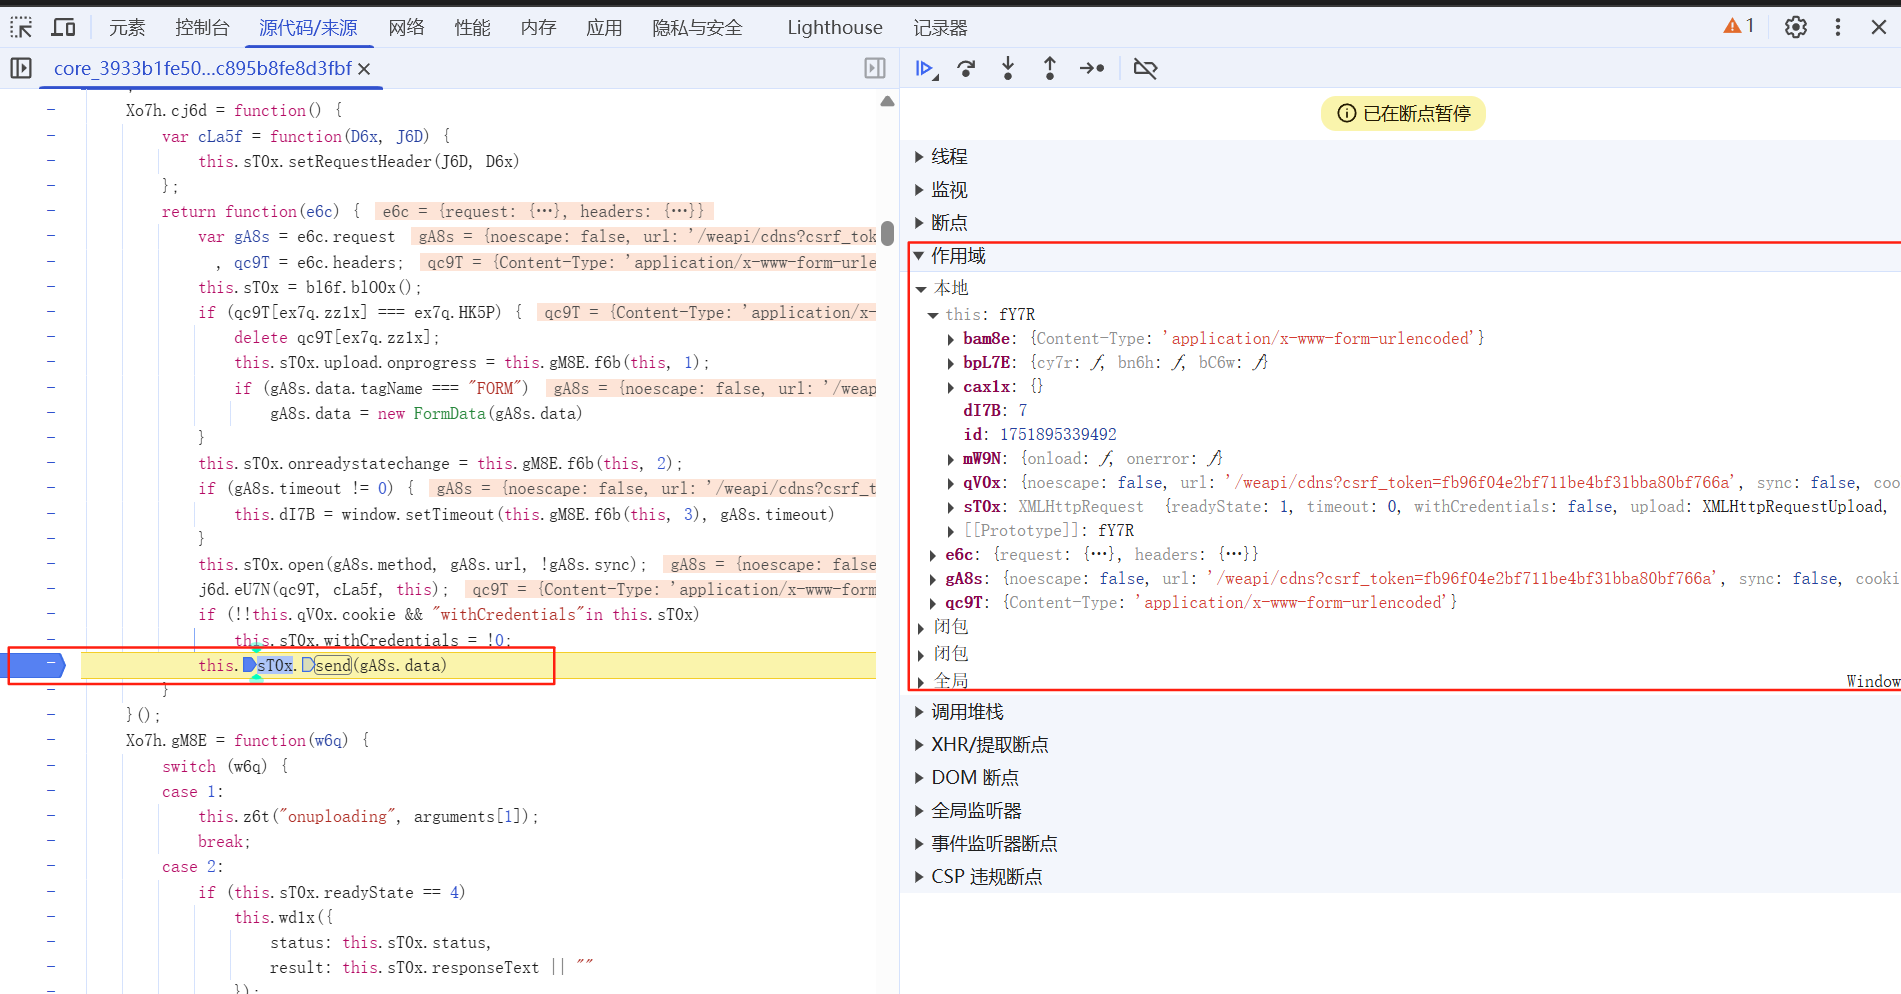 元素 控制台 源代码/来源 网络 性能 内存 应用 隐私与安全 Lighthouse 记录器 1
core_3933b1fe50...c895b8fe8d3fbf
Xo7h.cj6d = function() {
var cLa5f = function(D6x, J6D) {
this.sT0x.setRequestHeader(J6D, D6x)
};
return function(e6c) { e6c = {request: {…}, headers: {…}}
var gA8s = e6c.request gA8s = {noescape: false, url: '/weapi/cdns?csrf_tok
, qc9T = e6c.headers; qc9T = {Content-Type: 'application/x-www-form-urle
this.sT0x = bl6f.blO0x();
if (qc9T[ex7q.zz1x] === ex7q.HK5P) { qc9T = {Content-Type: 'application/x-
delete qc9T[ex7q.zz1x];
this.sT0x.upload.onprogress = this.gM8E.f6b(this, 1);
if (gA8s.data.tagName === "FORM") gA8s = {noescape: false, url: '/weap
gA8s.data = new FormData(gA8s.data)
}
this.sT0x.onreadystatechange = this.gM8E.f6b(this, 2);
if (gA8s.timeout != 0) { gA8s = {noescape: false, url: '/weapi/cdns?csrf_t
this.dI7B = window.setTimeout(this.gM8E.f6b(this, 3), gA8s.timeout)
}
this.sT0x.open(gA8s.method, gA8s.url, !gA8s.sync); gA8s = {noescape: false
j6d.eU7N(qc9T, cLa5f, this); qc9T = {Content-Type: 'application/x-www-form
if (!!this.qV0x.cookie && "withCredentials"in this.sT0x)
this.sT0x.withCredentials = !0;
this.sT0x.send(gA8s.data)
}
}();
Xo7h.gM8E = function(w6q) {
switch (w6q) {
case 1:
this.z6t("onuploading", arguments[1]);
break;
case 2:
if (this.sT0x.readyState == 4)
this.wd1x({
status: this.sT0x.status,
result: this.sT0x.responseText || ""
});
已在断点暂停
线程
监视
断点
作用域
本地
this: fY7R
bam8e: {Content-Type: 'application/x-www-form-urlencoded'}
bpL7E: {cy7r: ƒ, bn6h: ƒ, bC6w: ƒ}
cax1x: {}
dI7B: 7
id: 1751895339492
mW9N: {onload: ƒ, onerror: ƒ}
qV0x: {noescape: false, url: '/weapi/cdns?csrf_token=fb96f04e2bf711be4bf31bba80bf766a', sync: false, coo
sT0x: XMLHttpRequest {readyState: 1, timeout: 0, withCredentials: false, upload: XMLHttpRequestUpload,
[[Prototype]]: fY7R
e6c: {request: {…}, headers: {…}}
gA8s: {noescape: false, url: '/weapi/cdns?csrf_token=fb96f04e2bf711be4bf31bba80bf766a', sync: false, cooki
qc9T: {Content-Type: 'application/x-www-form-urlencoded'}
闭包
闭包
全局 Window
调用堆栈
XHR/提取断点
DOM 断点
全局监听器
事件监听器断点
CSP 违规断点